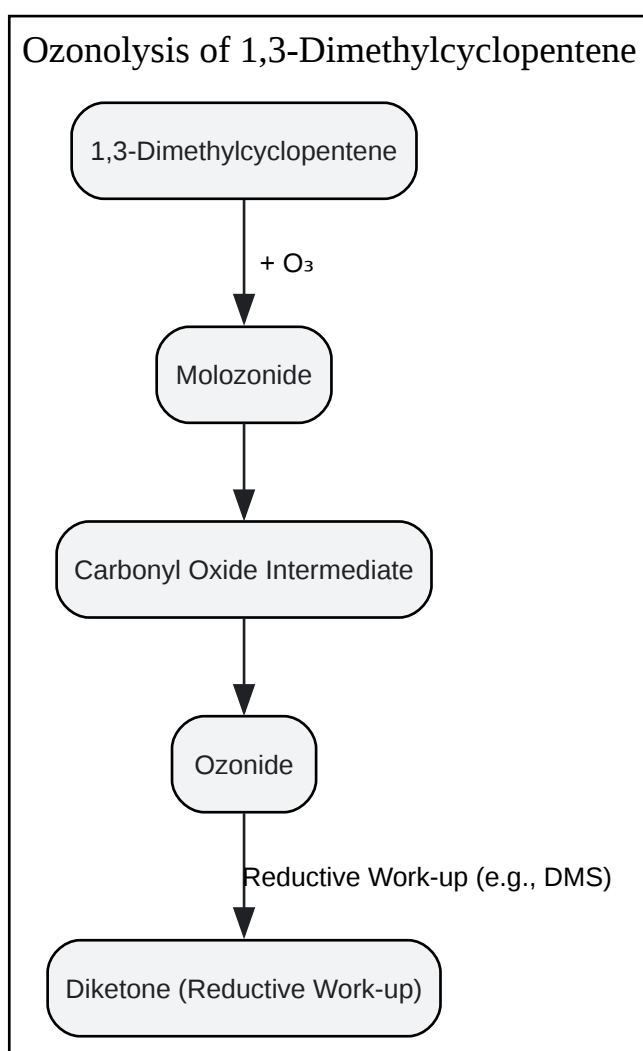 Ozonolysis of 1,3-Dimethylcyclopentene
1,3-Dimethylcyclopentene
+ O₃
Molozonide
Carbonyl Oxide Intermediate
Ozonide
Reductive Work-up (e.g., DMS)
Diketone (Reductive Work-up)